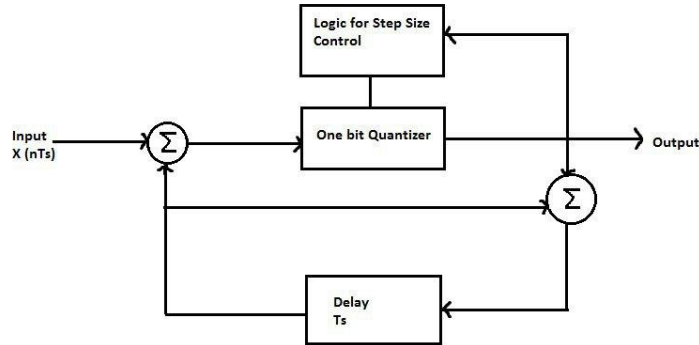 Logic for Step Size
Control
Input
X (nTs)
Σ
One bit Quantizer
Output
Σ
Delay
Ts